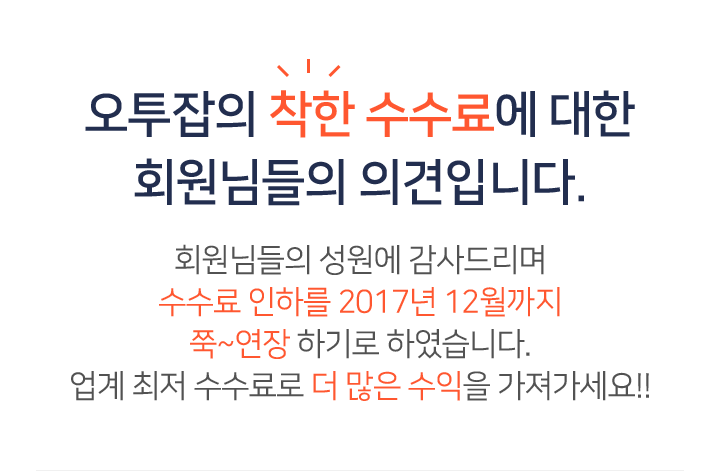 오투잡의 착한 수수료에 대한
회원님들의 의견입니다.
회원님들의 성원에 감사드리며
수수료 인하를 2017년 12월까지
쭉~연장 하기로 하였습니다.
업계 최저 수수료로 더 많은 수익을 가져가세요!!